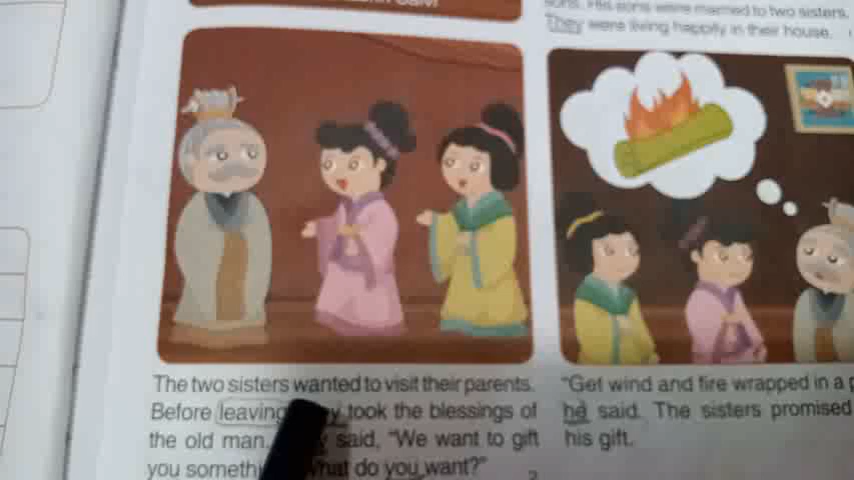 sons. His sons were married to two sisters.
They were living happily in their house.
The two sisters wanted to visit their parents.
Before leaving took the blessings of
the old man. said, "We want to gift
you What do you want?"
"Get wind and fire wrapped in a
he said. The sisters promised
his gift.